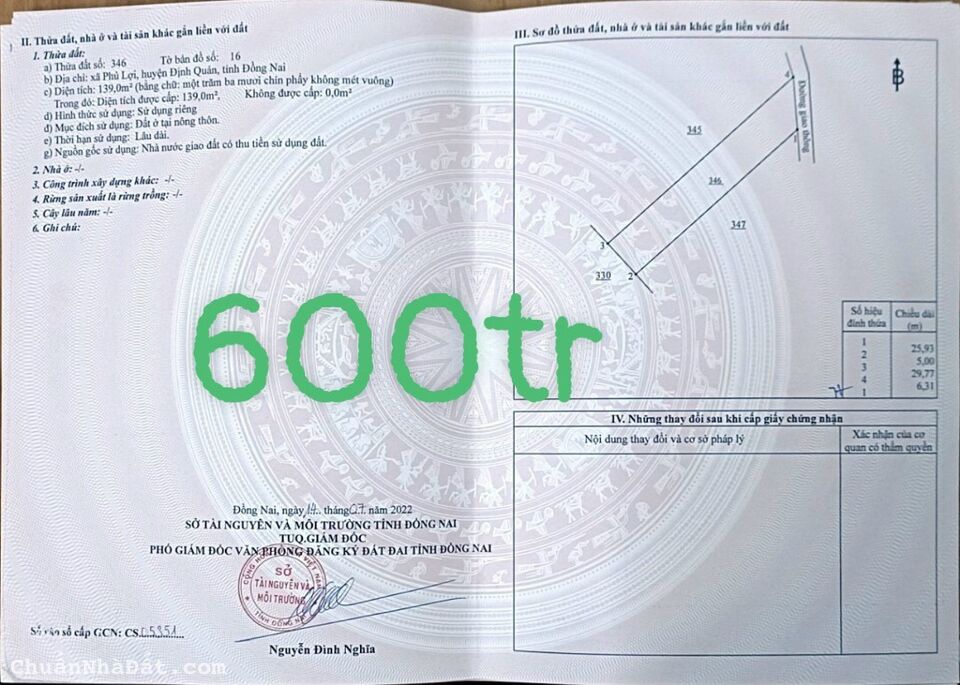 II. Thửa đất, nhà ở và tài sản khác gắn liền với đất
1. Thửa đất:
a) Thửa đất số: 346 Tờ bản đồ số: 16
b) Địa chỉ: xã Phú Lợi, huyện Định Quán, tỉnh Đồng Nai
c) Diện tích: 139,0m² (bằng chữ: một trăm ba mươi chín phẩy không mét vuông)
Trong đó: Diện tích được cấp: 139,0m², Không được cấp: 0,0m²
d) Hình thức sử dụng: Sử dụng riêng
đ) Mục đích sử dụng: Đất ở tại nông thôn.
e) Thời hạn sử dụng: Lâu dài.
g) Nguồn gốc sử dụng: Nhà nước giao đất có thu tiền sử dụng đất.
2. Nhà ở: -/-
3. Công trình xây dựng khác: -/-
4. Rừng sản xuất là rừng trồng: -/-
5. Cây lâu năm: -/-
6. Ghi chú:
600tr
Đồng Nai, ngày 14 tháng 07 năm 2022
SỞ TÀI NGUYÊN VÀ MÔI TRƯỜNG TỈNH ĐỒNG NAI
TUQ.GIÁM ĐỐC
PHÓ GIÁM ĐỐC VĂN PHÒNG ĐĂNG KÝ ĐẤT ĐAI TỈNH ĐỒNG NAI
SỞ
TÀI NGUYÊN VÀ
MÔI TRƯỜNG
TỈNH ĐỒNG NAI
Số vào sổ cấp GCN: CS.05351
Nguyễn Đình Nghĩa
ChuẩnNhàĐất.com
III. Sơ đồ thửa đất, nhà ở và tài sản khác gắn liền với đất
B
4
Đường giao thông
345
1
346
347
3
330
2
Số hiệu đỉnh thửa Chiều dài (m)
1
25,93
2
5,00
3
29,77
4
6,31
1
IV. Những thay đổi sau khi cấp giấy chứng nhận
Nội dung thay đổi và cơ sở pháp lý
Xác nhận của cơ
quan có thẩm quyền